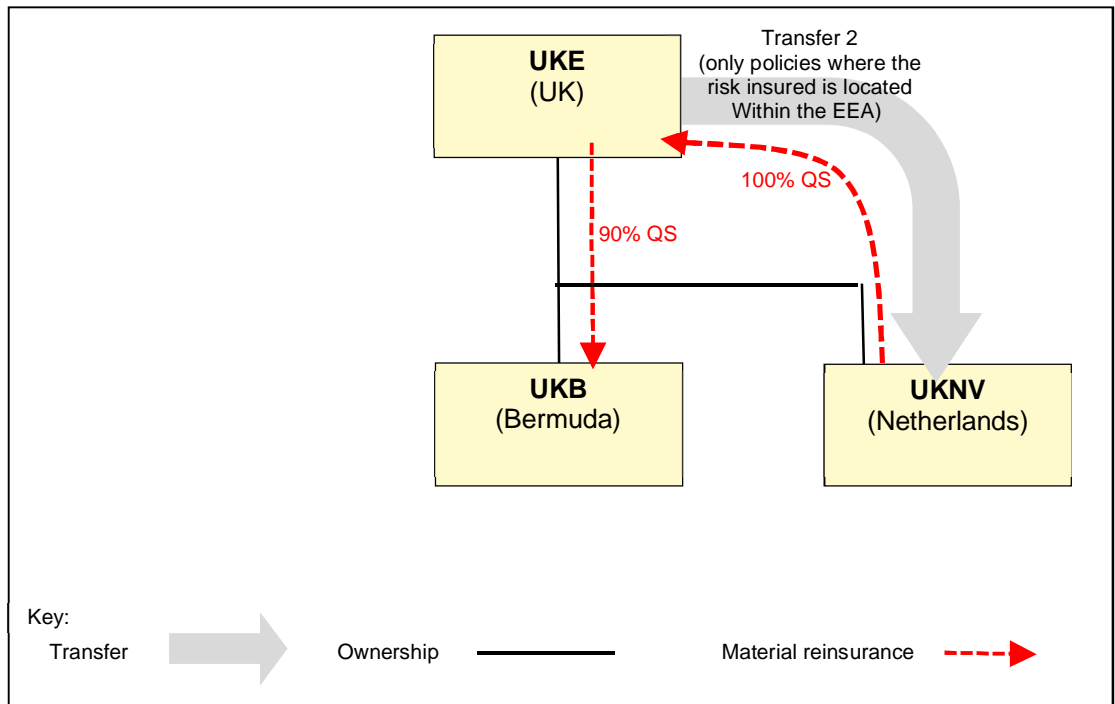 UKE
(UK)
Transfer 2
(only policies where the
risk insured is located
Within the EEA)
100% QS
90% QS
UKB
(Bermuda)
UKNV
(Netherlands)
Key:
Transfer
Ownership
Material reinsurance